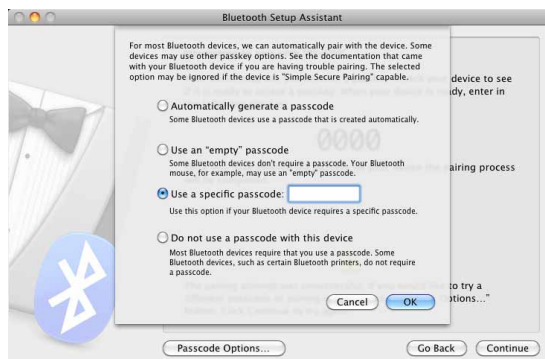 Bluetooth Setup Assistant
For most Bluetooth devices, we can automatically pair with the device. Some
devices may use other passkey options. See the documentation that came
with your Bluetooth device if you are having trouble pairing. The selected
option may be ignored if the device is "Simple Secure Pairing" capable.
device to see
dy, enter in
Automatically generate a passcode
Some Bluetooth devices use a passcode that is created automatically.
0000
Use an "empty" passcode
Some Bluetooth devices don't require a passcode. Your Bluetooth
mouse, for example, may use an "empty" passcode.
airing process
Use a specific passcode:
Use this option if your Bluetooth device requires a specific passcode.
Do not use a passcode with this device
Most Bluetooth devices require that you use a passcode. Some
Bluetooth devices, such as certain Bluetooth printers, do not require
a passcode.
to try a
ptions..."
Cancel
OK
Passcode Options...
Go Back
Continue